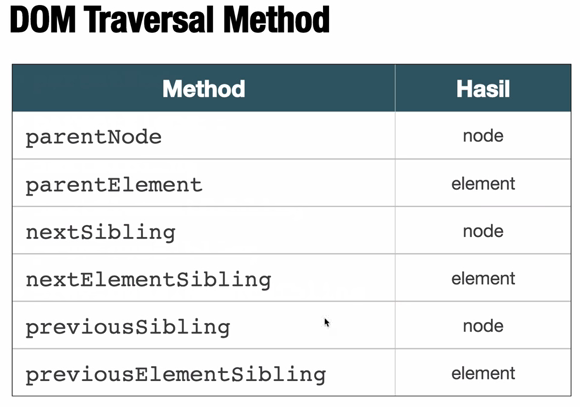 DOM Traversal Method
Method Hasil
parentNode node
parentElement element
nextSibling node
nextElementSibling element
previousSibling node
previousElementSibling element